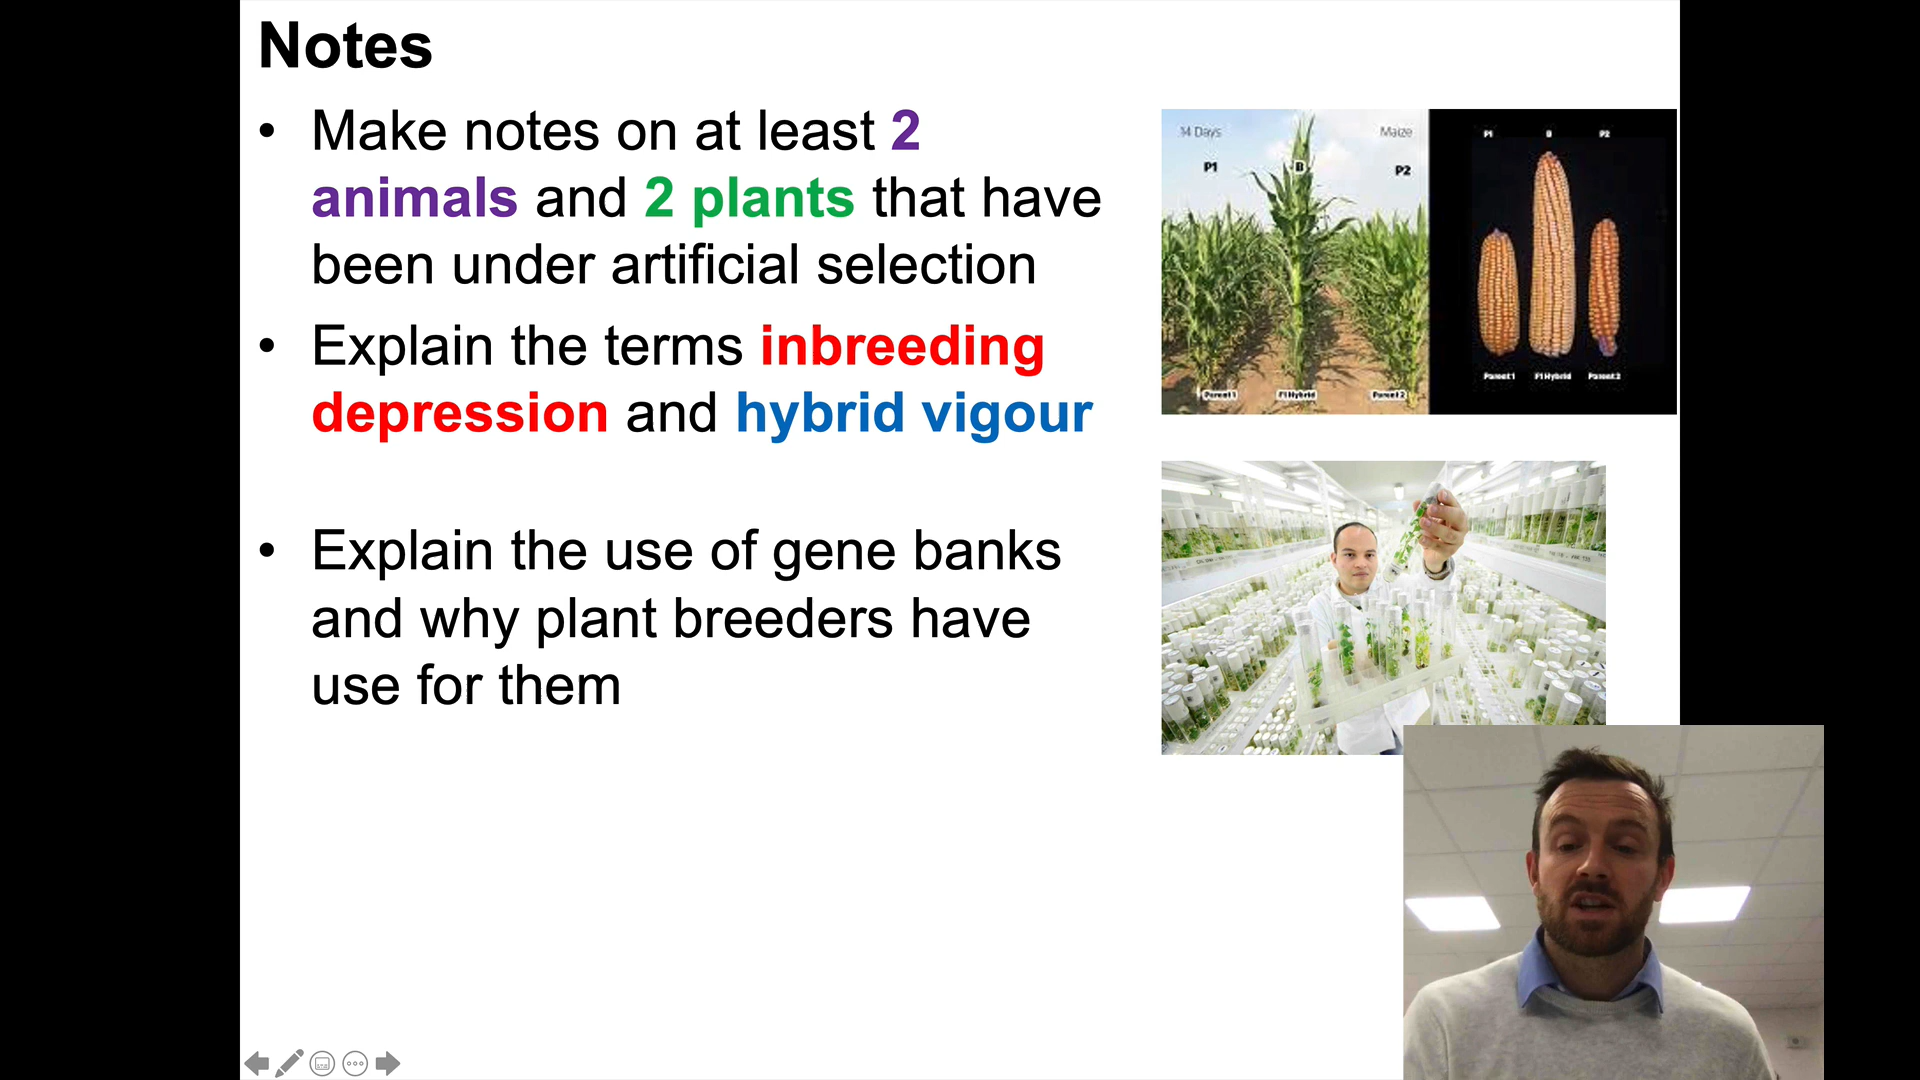 Notes
• Make notes on at least 2
animals and 2 plants that have
been under artificial selection
• Explain the terms inbreeding
depression and hybrid vigour
• Explain the use of gene banks
and why plant breeders have
use for them
14 Days
Maize
P1
B
P2
Parent 1
F1 Hybrid
Parent 2
P1
B
P2
Parent 1
F1 Hybrid
Parent 2